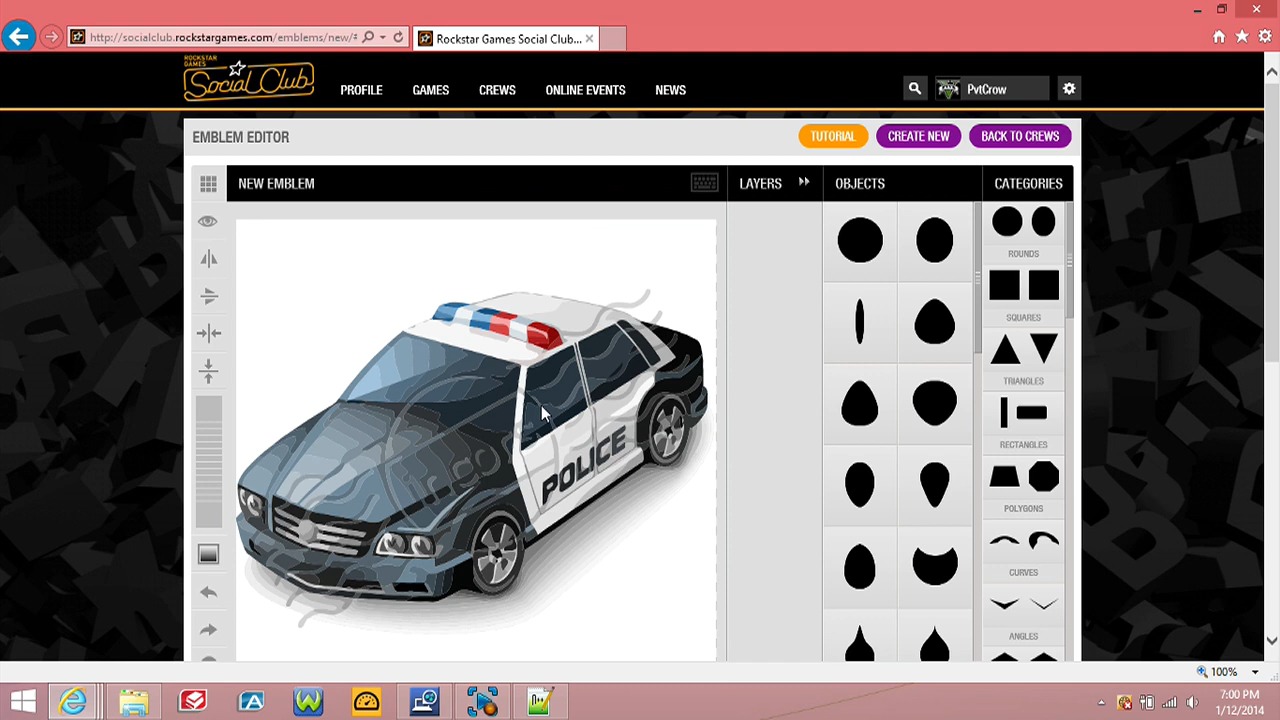 http://socialclub.rockstargames.com/emblems/new/
Rockstar Games Social Club...
ROCKSTAR GAMES
Social Club
PROFILE
GAMES
CREWS
ONLINE EVENTS
NEWS
PvtCrow
EMBLEM EDITOR
TUTORIAL
CREATE NEW
BACK TO CREWS
NEW EMBLEM
LAYERS
OBJECTS
CATEGORIES
ROUNDS
SQUARES
TRIANGLES
RECTANGLES
POLYGONS
CURVES
ANGLES
POLICE
100%
7:00 PM
1/12/2014